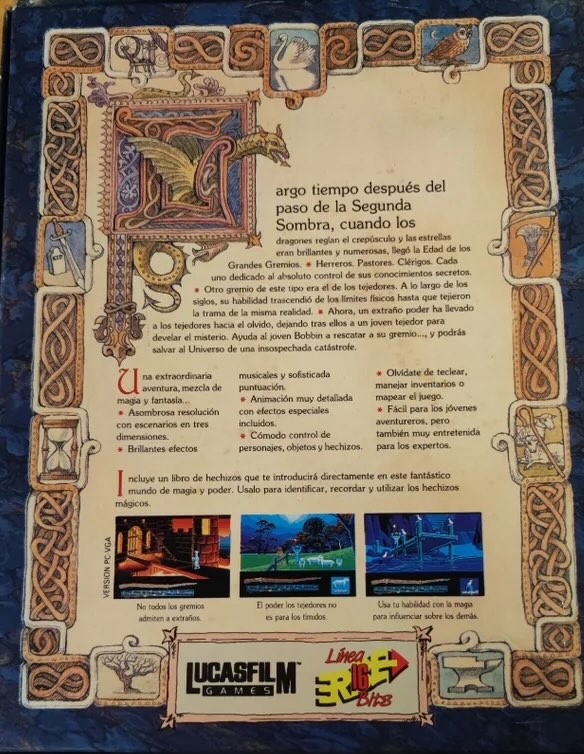 Largo tiempo después del
paso de la Segunda
Sombra, cuando los
dragones regían el crepúsculo y las estrellas
eran brillantes y numerosas, llegó la Edad de los
Grandes Gremios. * Herreros. Pastores. Clérigos. Cada
uno dedicado al absoluto control de sus conocimientos secretos.
* Otro gremio de este tipo era el de los tejedores. A lo largo de los
siglos, su habilidad trascendió de los límites físicos hasta que tejieron
la trama de la misma realidad. * Ahora, un extraño poder ha llevado
a los tejedores hacia el olvido, dejando tras ellos a un joven tejedor para
develar el misterio. Ayuda al joven Bobbin a rescatar a su gremio..., y podrás
salvar al Universo de una insospechada catástrofe.
Una extraordinaria
aventura, mezcla de
magia y fantasía...
* Asombrosa resolución
con escenarios en tres
dimensiones.
* Brillantes efectos
musicales y sofisticada
puntuación.
* Animación muy detallada
con efectos especiales
incluidos.
* Cómodo control de
personajes, objetos y hechizos.
* Olvidate de teclear,
manejar inventarios o
mapear el juego.
* Fácil para los jóvenes
aventureros, pero
también muy entretenida
para los expertos.
Incluye un libro de hechizos que te introducirá directamente en este fantástico
mundo de magia y poder. Usalo para identificar, recordar y utilizar los hechizos
mágicos.
VERSION PC-VGA
No todos los gremios
admiten a extraños.
El poder los tejedores no
es para los tímidos.
Usa tu habilidad con la magia
para influenciar sobre los demás.
LUCASFILM™
GAMES
Línea
ERBE
16
Bits